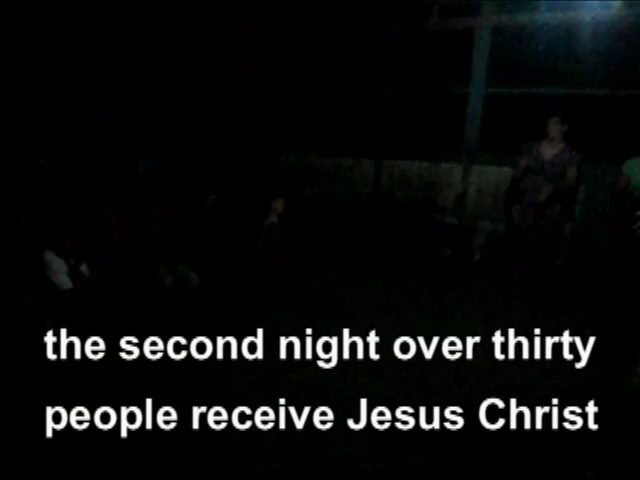 the second night over thirty
people receive Jesus Christ